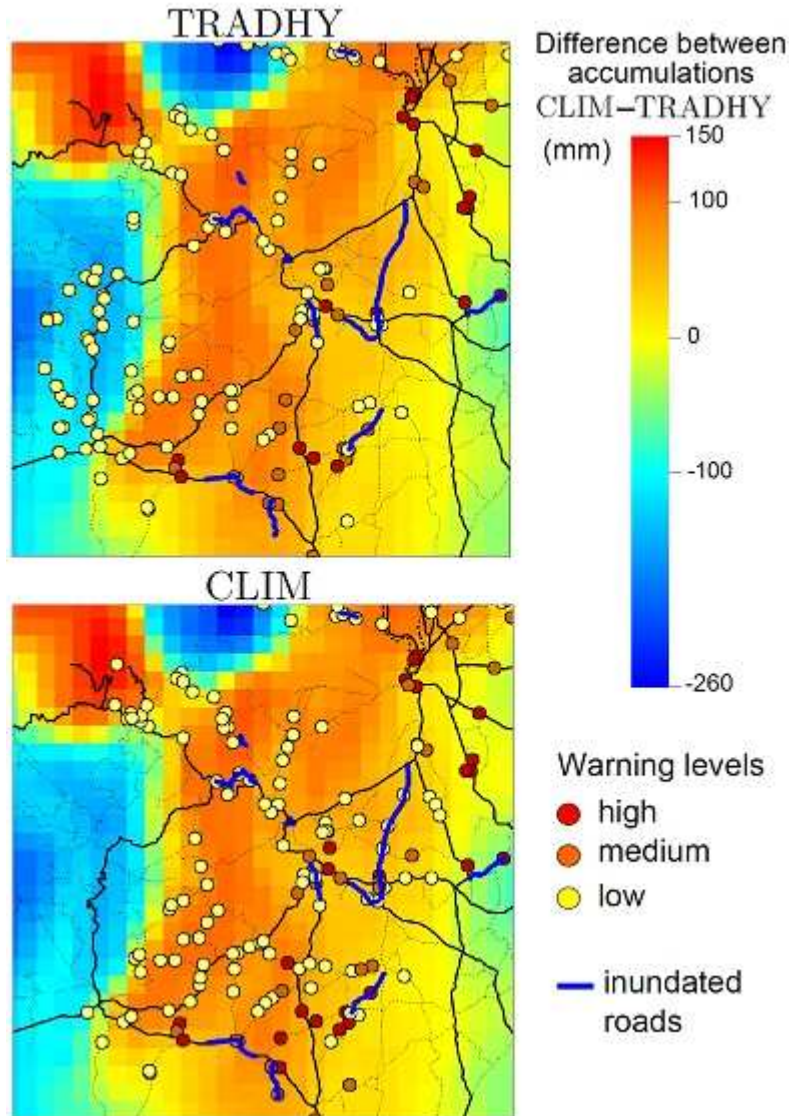 TRADHY
Difference between
accumulations
CLIM–TRADHY
(mm)
150
100
0
-100
-260
CLIM
Warning levels
high
medium
low
inundated
roads